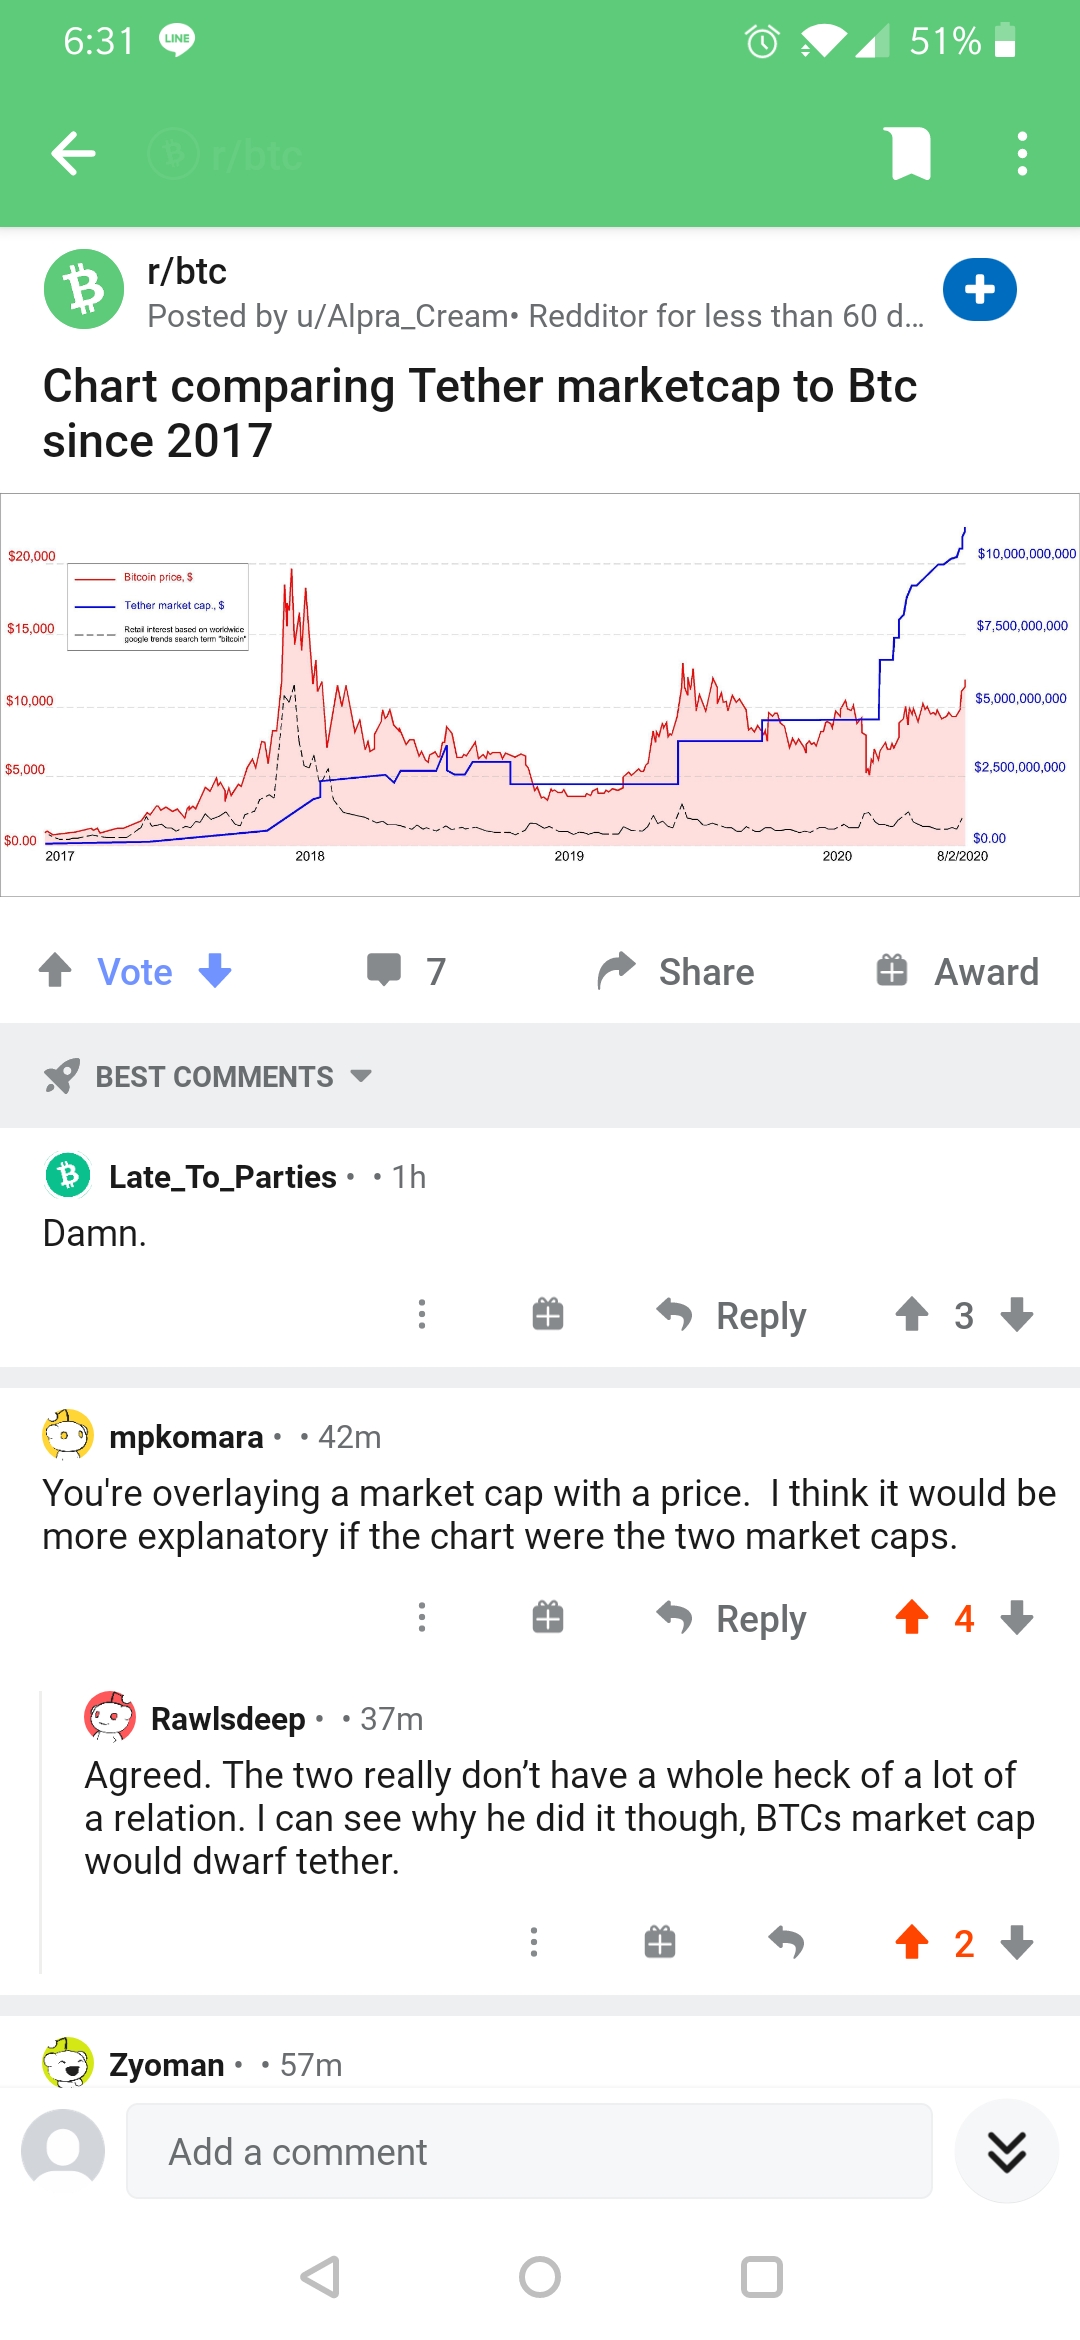 6:31 LINE 51%
r/btc
r/btc
Posted by u/Alpra_Cream• Redditor for less than 60 d...
Chart comparing Tether marketcap to Btc
since 2017
$20,000
$15,000
$10,000
$5,000
$0.00
Bitcoin price, $
Tether market cap., $
Retail interest based on worldwide
google trends search term "bitcoin"
$10,000,000,000
$7,500,000,000
$5,000,000,000
$2,500,000,000
$0.00
2017 2018 2019 2020 8/2/2020
Vote 7 Share Award
BEST COMMENTS
Late_To_Parties • • 1h
Damn.
Reply 3
mpkomara • • 42m
You're overlaying a market cap with a price.  I think it would be
more explanatory if the chart were the two market caps.
Reply 4
Rawlsdeep • • 37m
Agreed. The two really don’t have a whole heck of a lot of
a relation. I can see why he did it though, BTCs market cap
would dwarf tether.
2
Zyoman • • 57m
Add a comment